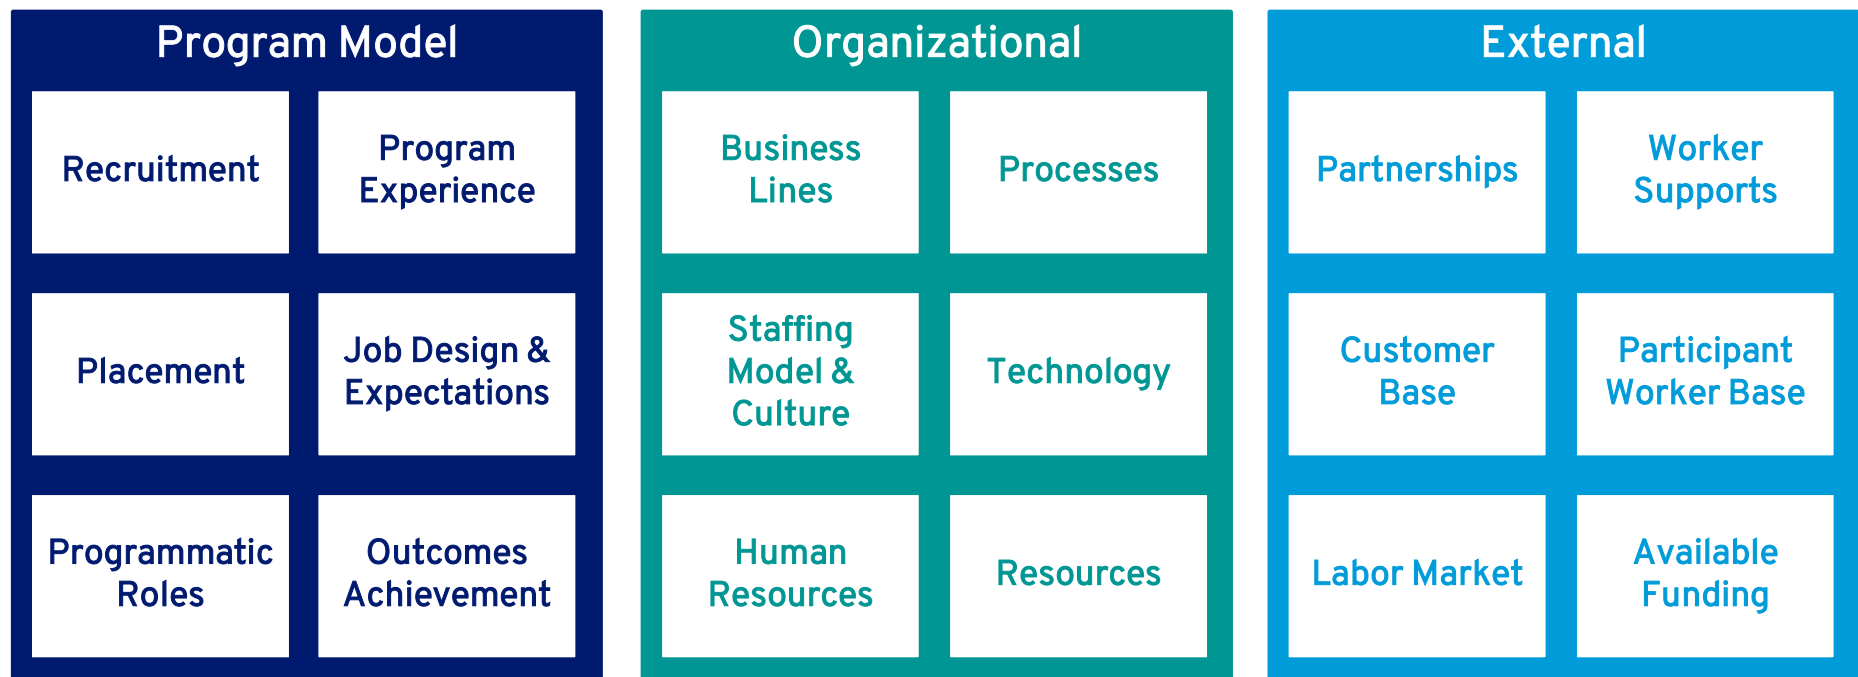 Program Model
Recruitment
Program
Experience
Placement
Job Design &
Expectations
Programmatic
Roles
Outcomes
Achievement
Organizational
Business
Lines
Processes
Staffing
Model &
Culture
Technology
Human
Resources
Resources
External
Partnerships
Worker
Supports
Customer
Base
Participant
Worker Base
Labor Market
Available
Funding